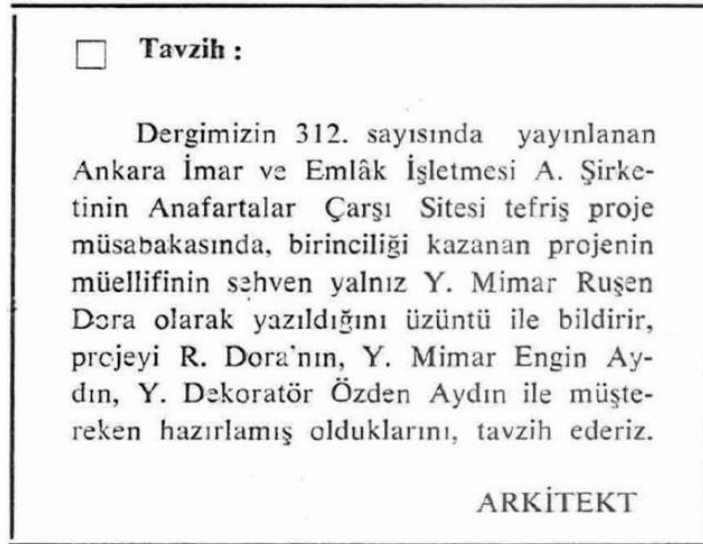 Tavzih :
Dergimizin 312. sayısında yayınlanan
Ankara İmar ve Emlâk İşletmesi A. Şirke-
tinin Anafartalar Çarşı Sitesi tefriş proje
müsabakasında, birinciliği kazanan projenin
müellifinin sehven yalnız Y. Mimar Ruşen
Dora olarak yazıldığını üzüntü ile bildirir,
projeyi R. Dora'nın, Y. Mimar Engin Ay-
dın, Y. Dekoratör Özden Aydın ile müşte-
reken hazırlamış olduklarını, tavzih ederiz.
ARKİTEKT